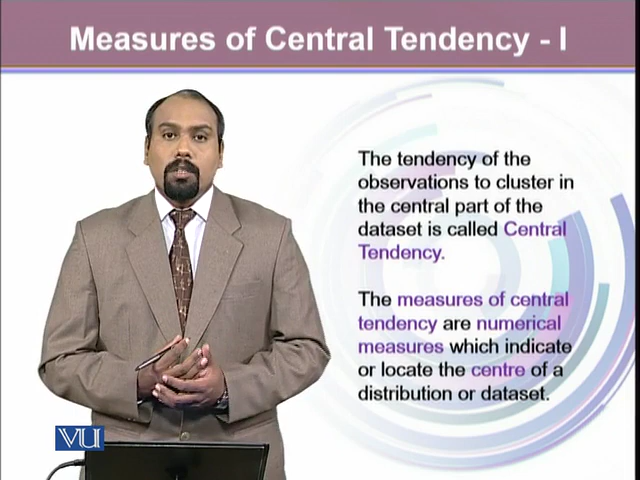 Measures of Central Tendency - I
The tendency of the
observations to cluster in
the central part of the
dataset is called Central
Tendency.
The measures of central
tendency are numerical
measures which indicate
or locate the centre of a
distribution or dataset.
VU